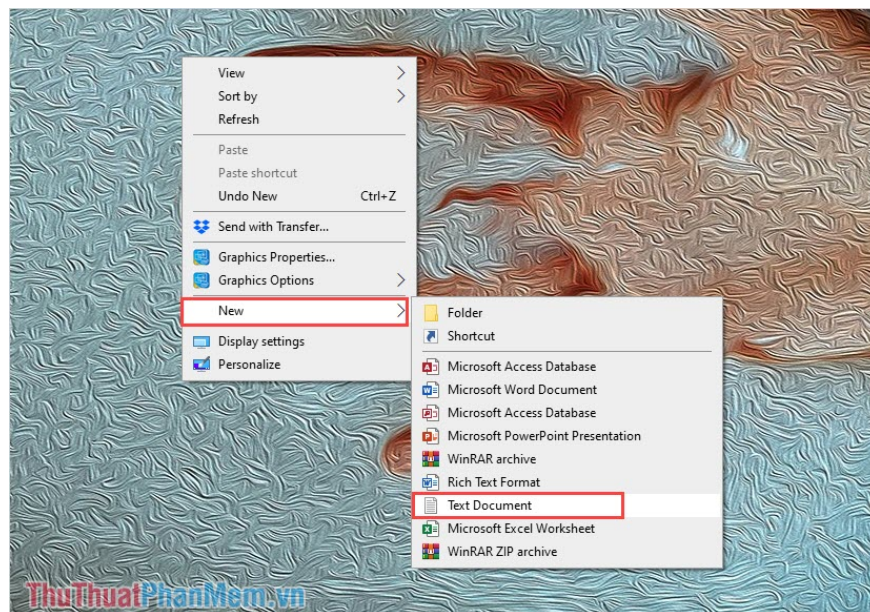 View
Sort by
Refresh
Paste
Paste shortcut
Undo New Ctrl+Z
Send with Transfer...
Graphics Properties...
Graphics Options
New
Display settings
Personalize
Folder
Shortcut
Microsoft Access Database
Microsoft Word Document
Microsoft Access Database
Microsoft PowerPoint Presentation
WinRAR archive
Rich Text Format
Text Document
Microsoft Excel Worksheet
WinRAR ZIP archive
ThuThuatPhanMem.vn